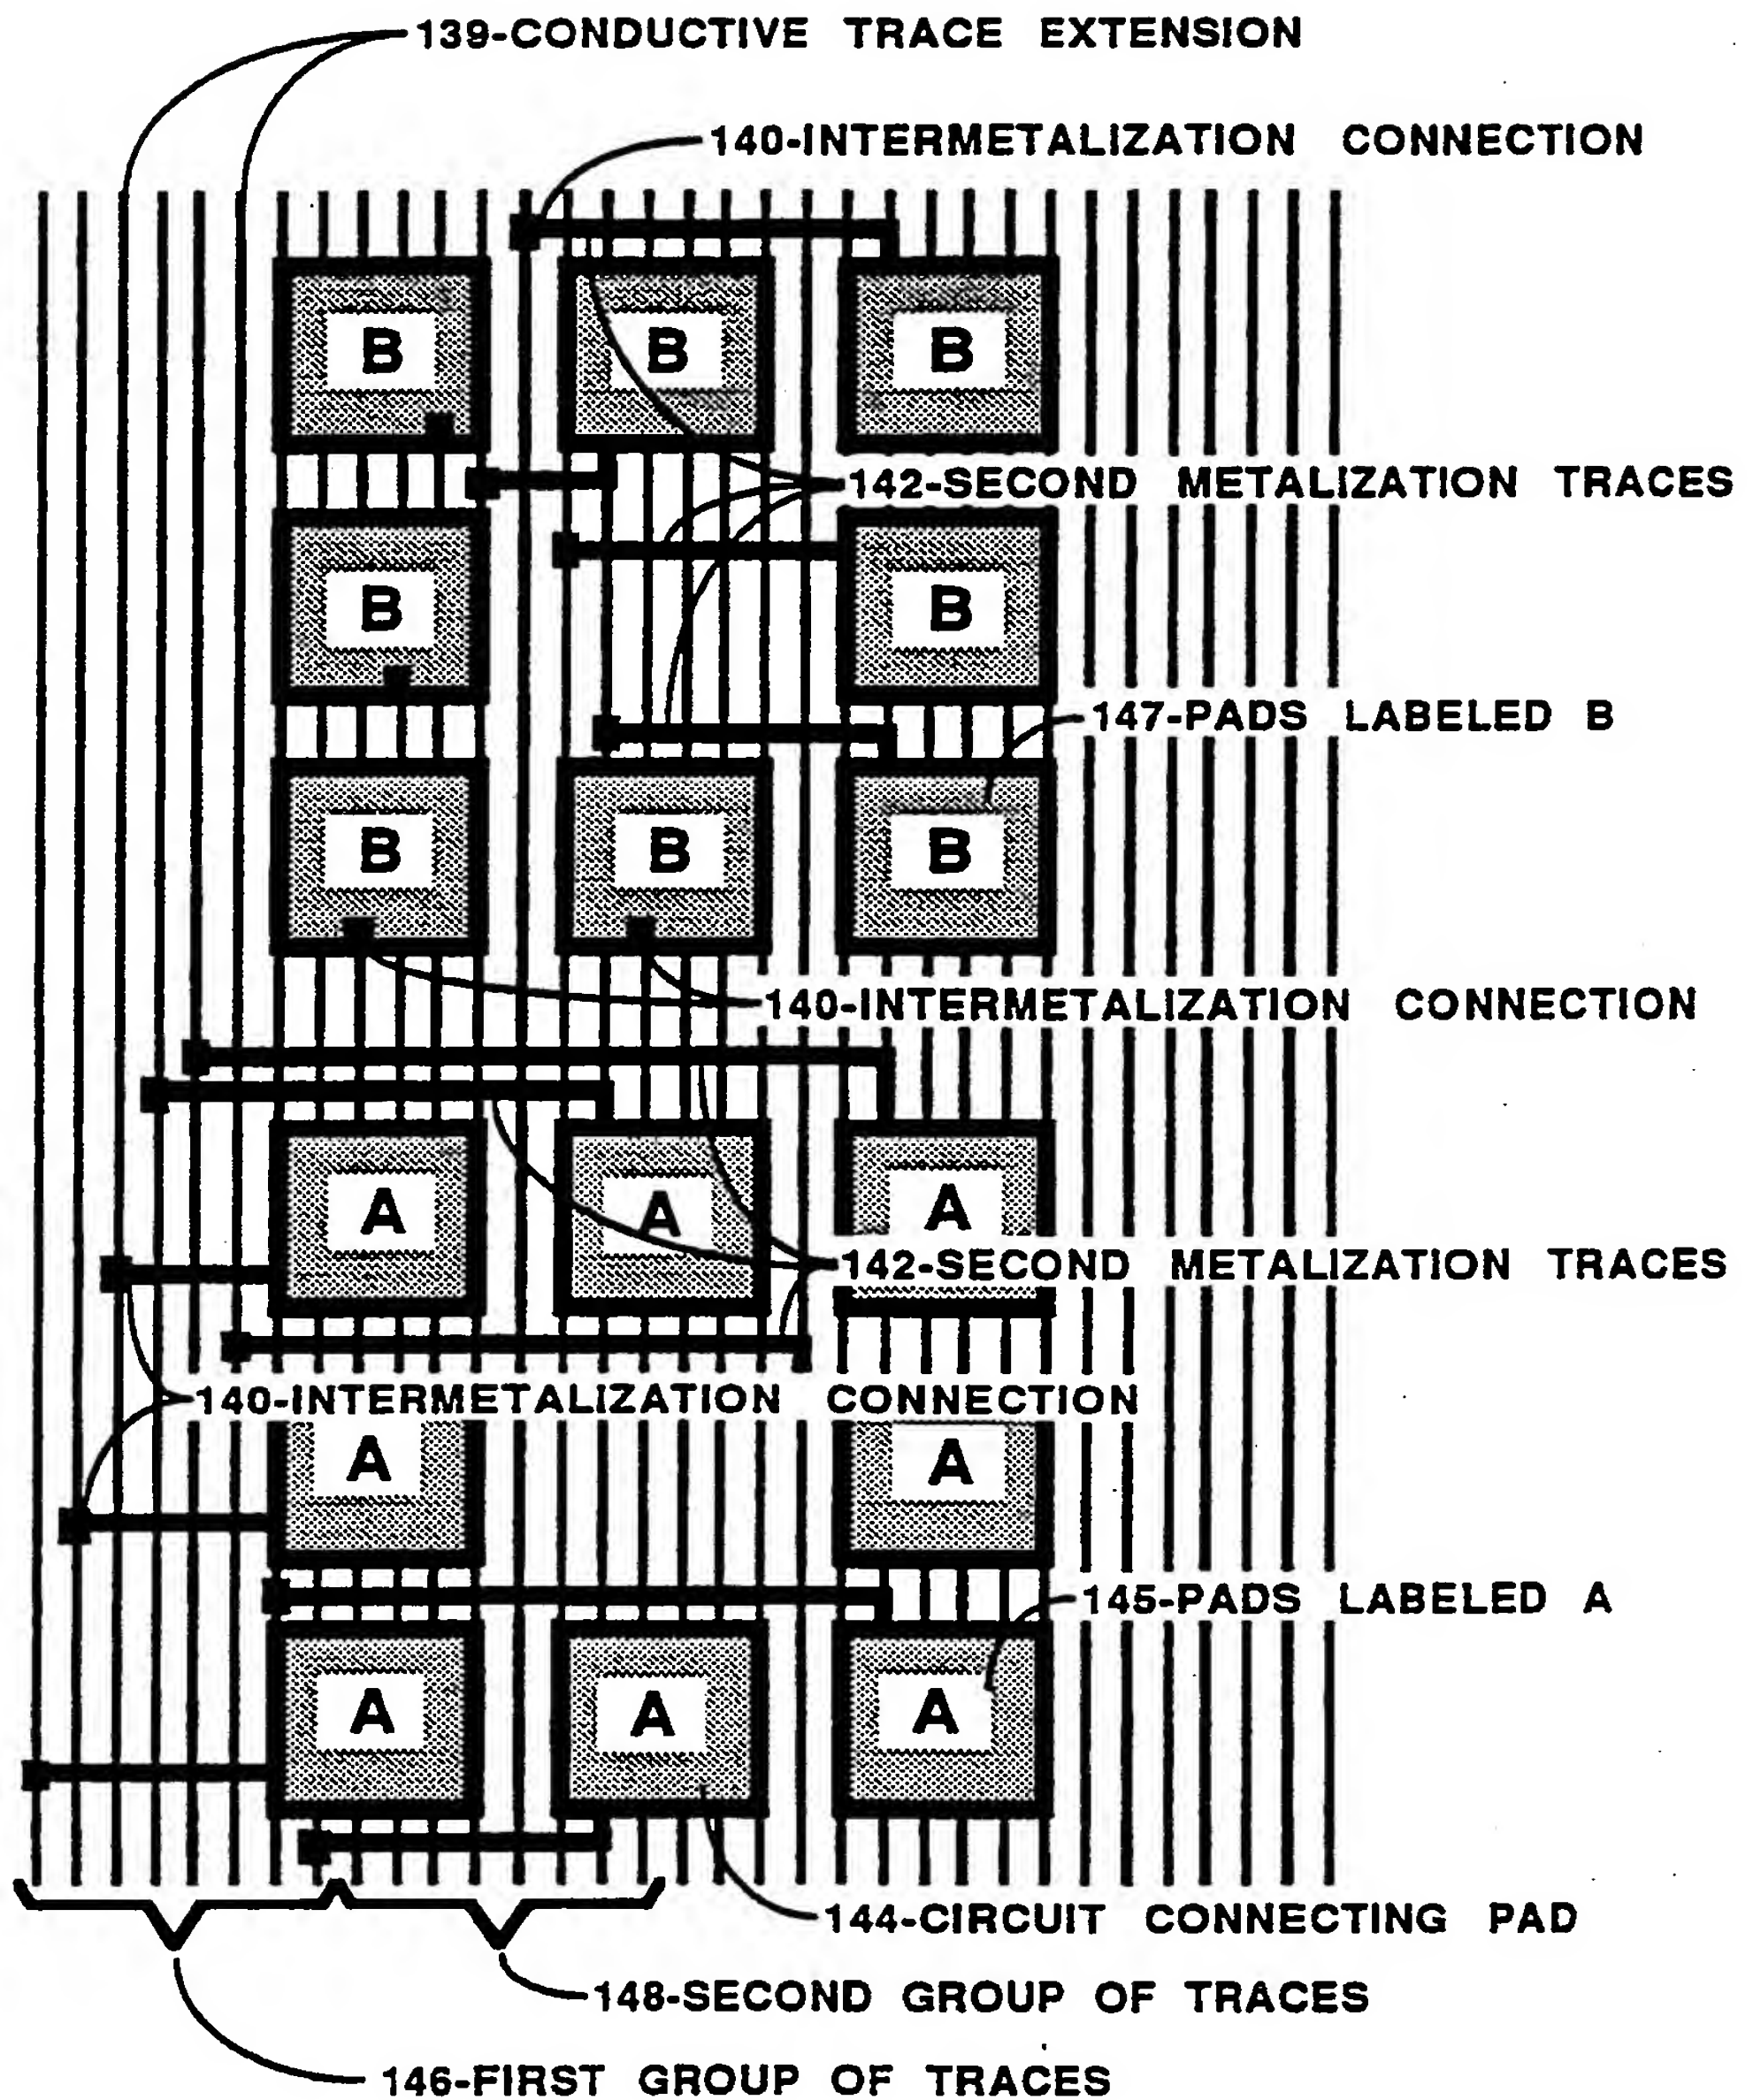 139-CONDUCTIVE TRACE EXTENSION
140-INTERMETALIZATION CONNECTION
B B B
142-SECOND METALIZATION TRACES
B B
147-PADS LABELED B
B B B
140-INTERMETALIZATION CONNECTION
A A A
142-SECOND METALIZATION TRACES
140-INTERMETALIZATION CONNECTION
A A
145-PADS LABELED A
A A A
144-CIRCUIT CONNECTING PAD
148-SECOND GROUP OF TRACES
146-FIRST GROUP OF TRACES